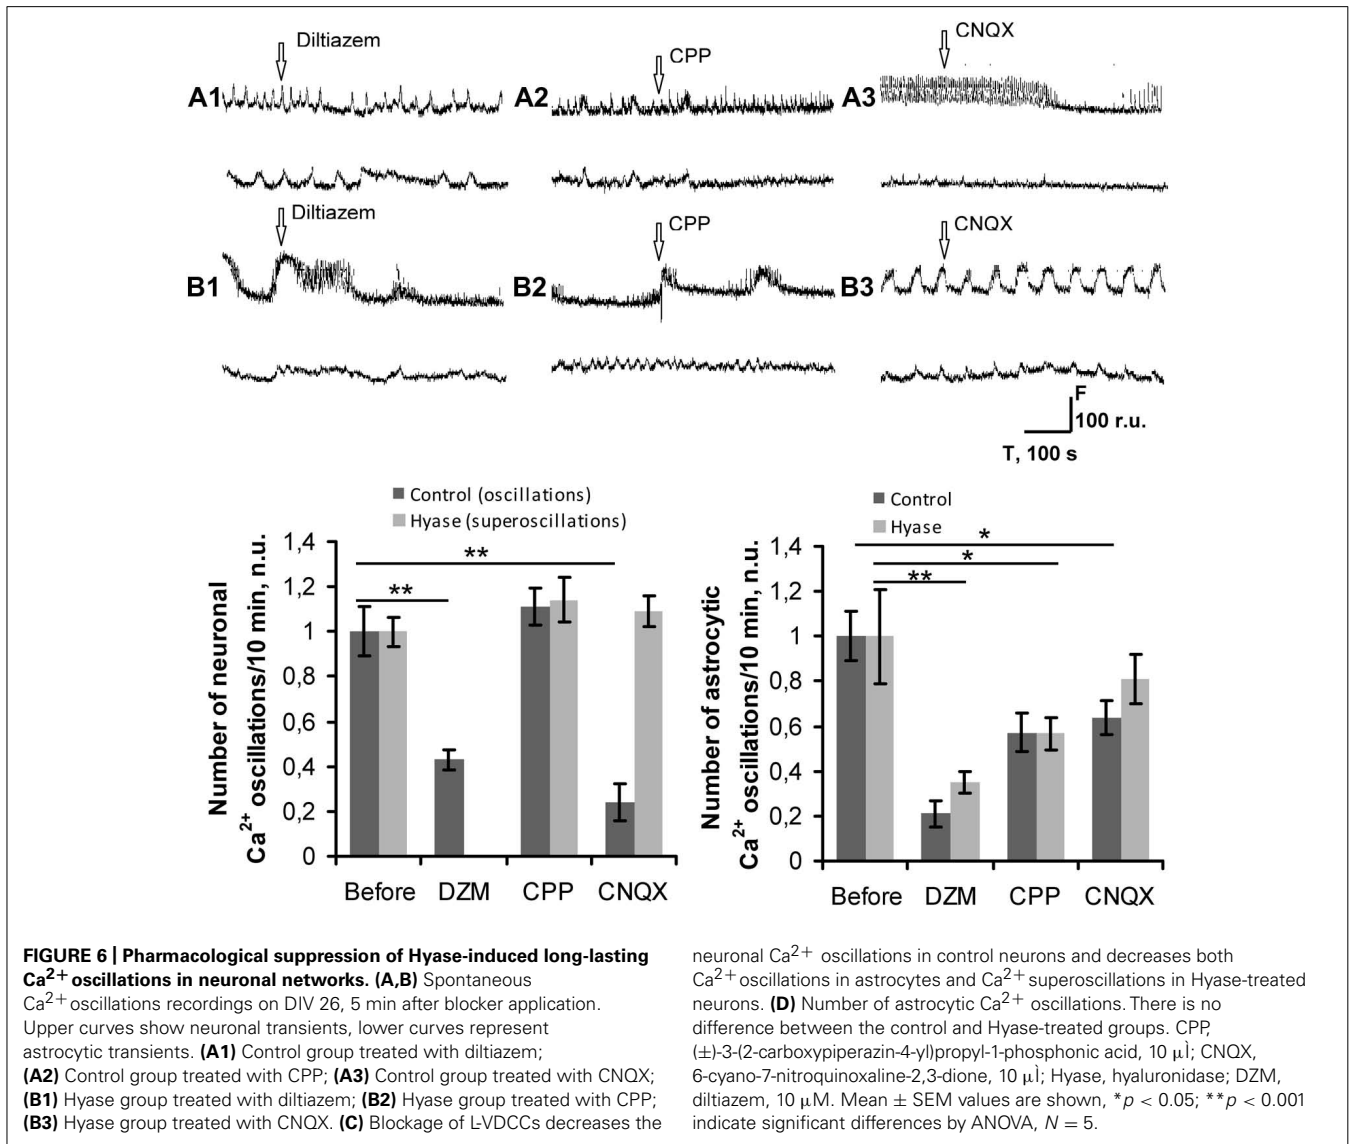 Diltiazem
CPP
CNQX
A1
A2
A3
Diltiazem
CPP
CNQX
B1
B2
B3
F
100 r.u.
T, 100 s
Control (oscillations)
Hyase (superoscillations)
Number of neuronal
Ca2+ oscillations/10 min, n.u.
1,4
1,2
1
0,8
0,6
0,4
0,2
0
**
**
Before DZM CPP CNQX
Control
Hyase
Number of astrocytic
Ca2+ oscillations/10 min, n.u.
1,4
1,2
1
0,8
0,6
0,4
0,2
0
*
*
**
Before DZM CPP CNQX
FIGURE 6 | Pharmacological suppression of Hyase-induced long-lasting
Ca2+ oscillations in neuronal networks. (A,B) Spontaneous
Ca2+ oscillations recordings on DIV 26, 5 min after blocker application.
Upper curves show neuronal transients, lower curves represent
astrocytic transients. (A1) Control group treated with diltiazem;
(A2) Control group treated with CPP; (A3) Control group treated with CNQX;
(B1) Hyase group treated with diltiazem; (B2) Hyase group treated with CPP;
(B3) Hyase group treated with CNQX. (C) Blockage of L-VDCCs decreases the
neuronal Ca2+ oscillations in control neurons and decreases both
Ca2+ oscillations in astrocytes and Ca2+ superoscillations in Hyase-treated
neurons. (D) Number of astrocytic Ca2+ oscillations. There is no
difference between the control and Hyase-treated groups. CPP,
(±)-3-(2-carboxypiperazin-4-yl)propyl-1-phosphonic acid, 10 μÌ; CNQX,
6-cyano-7-nitroquinoxaline-2,3-dione, 10 μÌ; Hyase, hyaluronidase; DZM,
diltiazem, 10 μM. Mean ± SEM values are shown, *p < 0.05; **p < 0.001
indicate significant differences by ANOVA, N = 5.